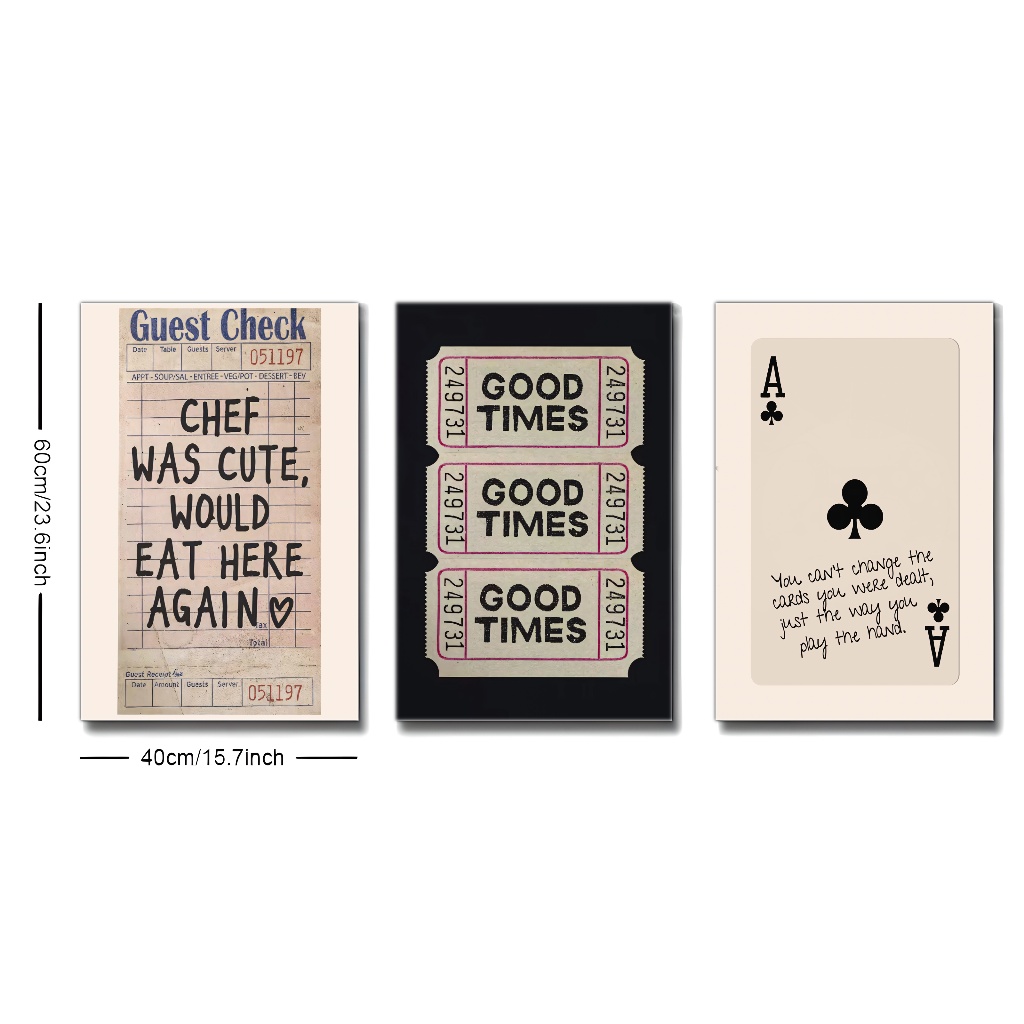 60cm/23.6inch
Guest Check
Date Table Guests Server 051197
APPT - SOUP/SAL - ENTREE - VEG/POT - DESSERT - BEV
CHEF
WAS CUTE,
WOULD
EAT HERE
AGAIN♡
Tax
Total
Guest Receipt
Date Amount Guests Server 051197
40cm/15.7inch
249731 GOOD TIMES 249731
249731 GOOD TIMES 249731
249731 GOOD TIMES 249731
A
You can't change the
cards you were dealt,
just the way you
play the hand.
A